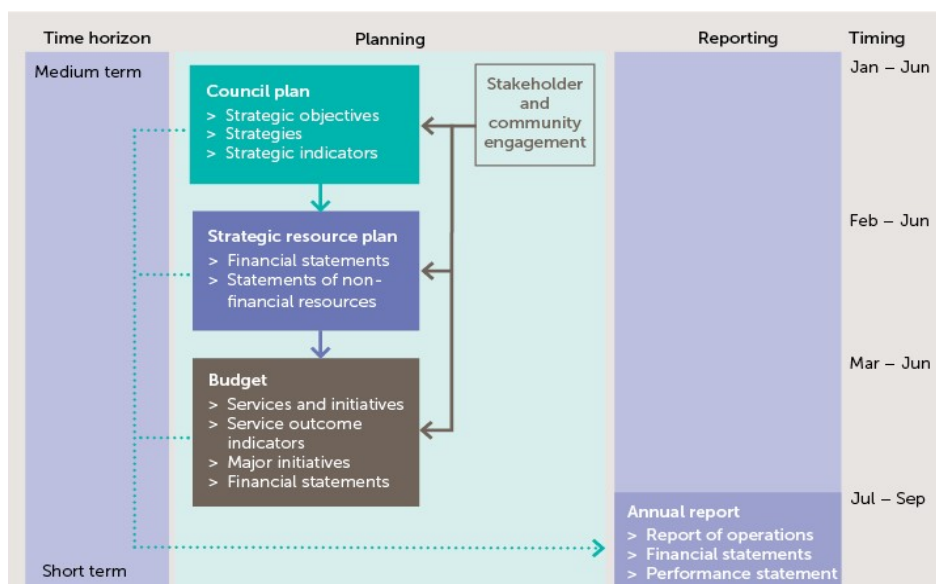 Time horizon
Planning
Reporting
Timing
Medium term
Council plan
> Strategic objectives
> Strategies
> Strategic indicators
Stakeholder
and
community
engagement
Jan – Jun
Strategic resource plan
> Financial statements
> Statements of non-
financial resources
Feb – Jun
Budget
> Services and initiatives
> Service outcome
indicators
> Major initiatives
> Financial statements
Mar – Jun
Annual report
> Report of operations
> Financial statements
> Performance statement
Jul – Sep
Short term